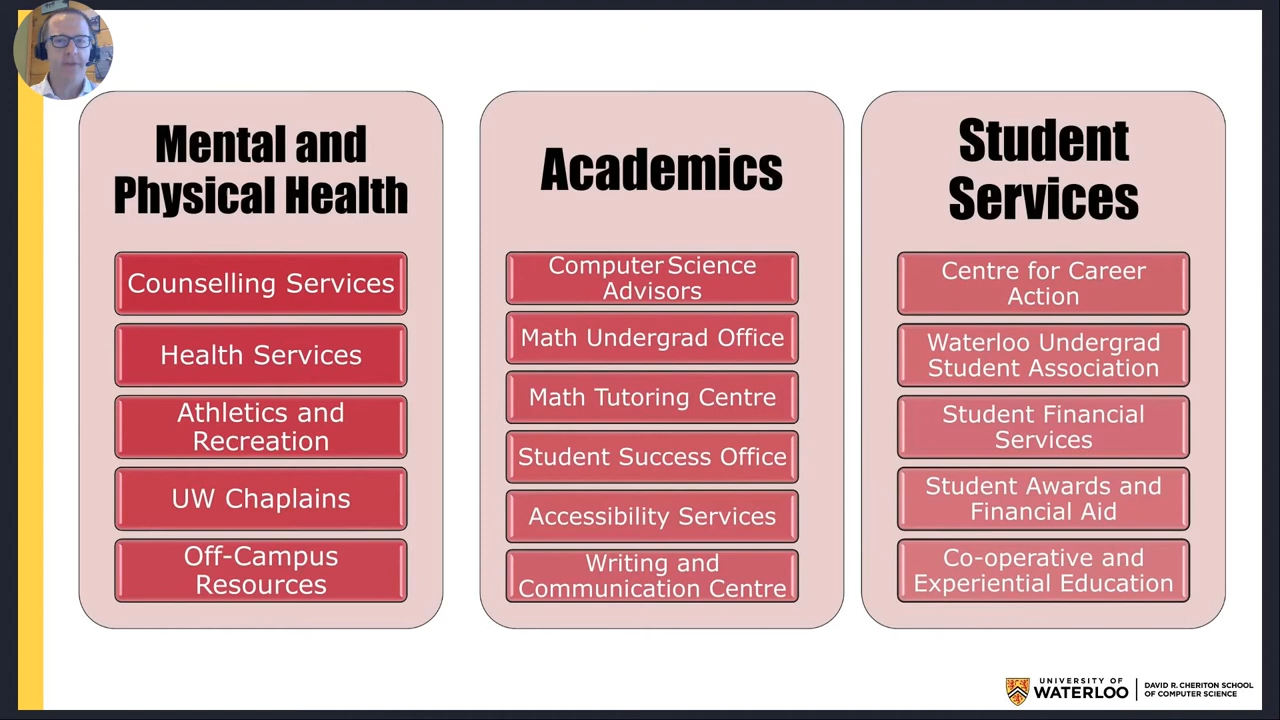 Mental and
Physical Health
Counselling Services
Health Services
Athletics and
Recreation
UW Chaplains
Off-Campus
Resources
Academics
Computer Science
Advisors
Math Undergrad Office
Math Tutoring Centre
Student Success Office
Accessibility Services
Writing and
Communication Centre
Student
Services
Centre for Career
Action
Waterloo Undergrad
Student Association
Student Financial
Services
Student Awards and
Financial Aid
Co-operative and
Experiential Education
UNIVERSITY OF
WATERLOO
DAVID R. CHERITON SCHOOL
OF COMPUTER SCIENCE